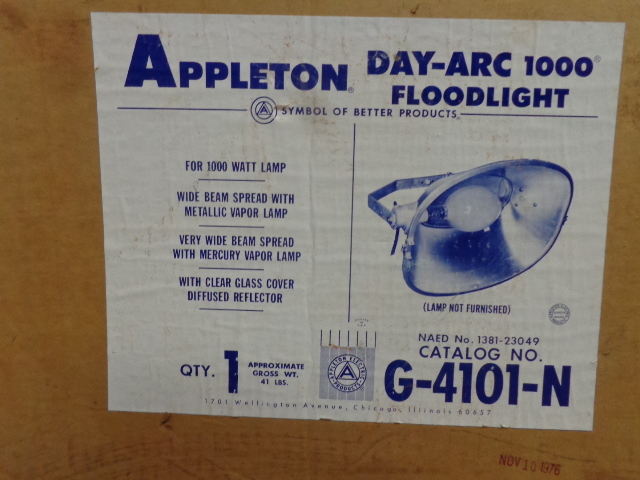 APPLETON®
DAY-ARC 1000®
FLOODLIGHT
A SYMBOL OF BETTER PRODUCTS
FOR 1000 WATT LAMP
WIDE BEAM SPREAD WITH
METALLIC VAPOR LAMP
VERY WIDE BEAM SPREAD
WITH MERCURY VAPOR LAMP
WITH CLEAR GLASS COVER
DIFFUSED REFLECTOR
(LAMP NOT FURNISHED)
QTY. 1 APPROXIMATE
GROSS WT.
41 LBS.
APPLETON ELECTRIC
A
PRODUCTS
NAED No. 1381-23049
CATALOG NO.
G-4101-N
1701 Wellington Avenue, Chicago, Illinois 60657
NOV 10 1976